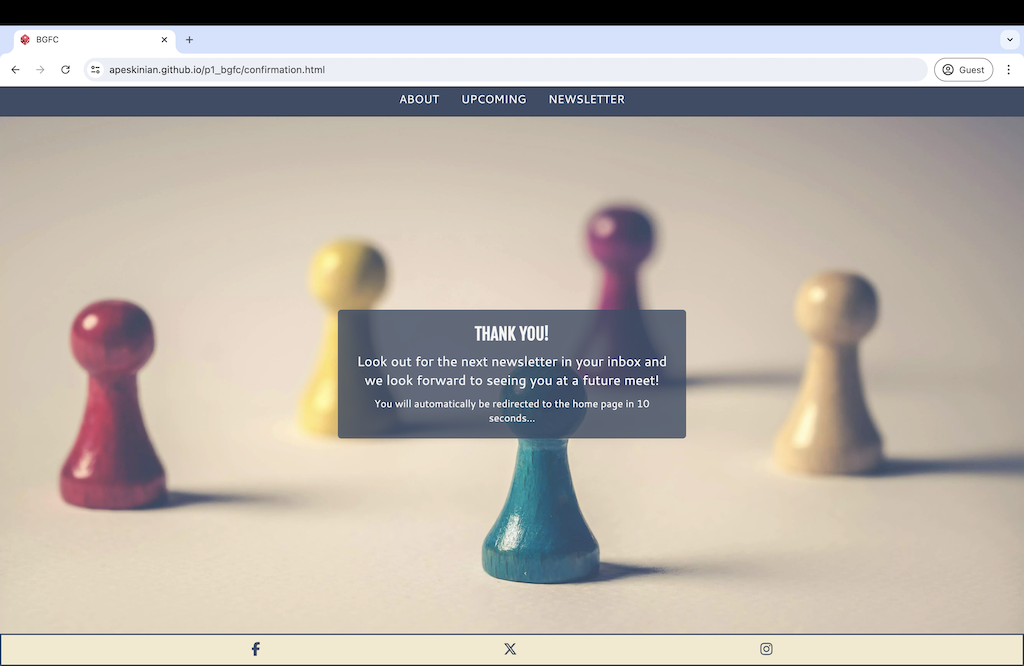 BGFC
apeskinian.github.io/p1_bgfc/confirmation.html
Guest
ABOUT UPCOMING NEWSLETTER
THANK YOU!
Look out for the next newsletter in your inbox and
we look forward to seeing you at a future meet!
You will automatically be redirected to the home page in 10
seconds...